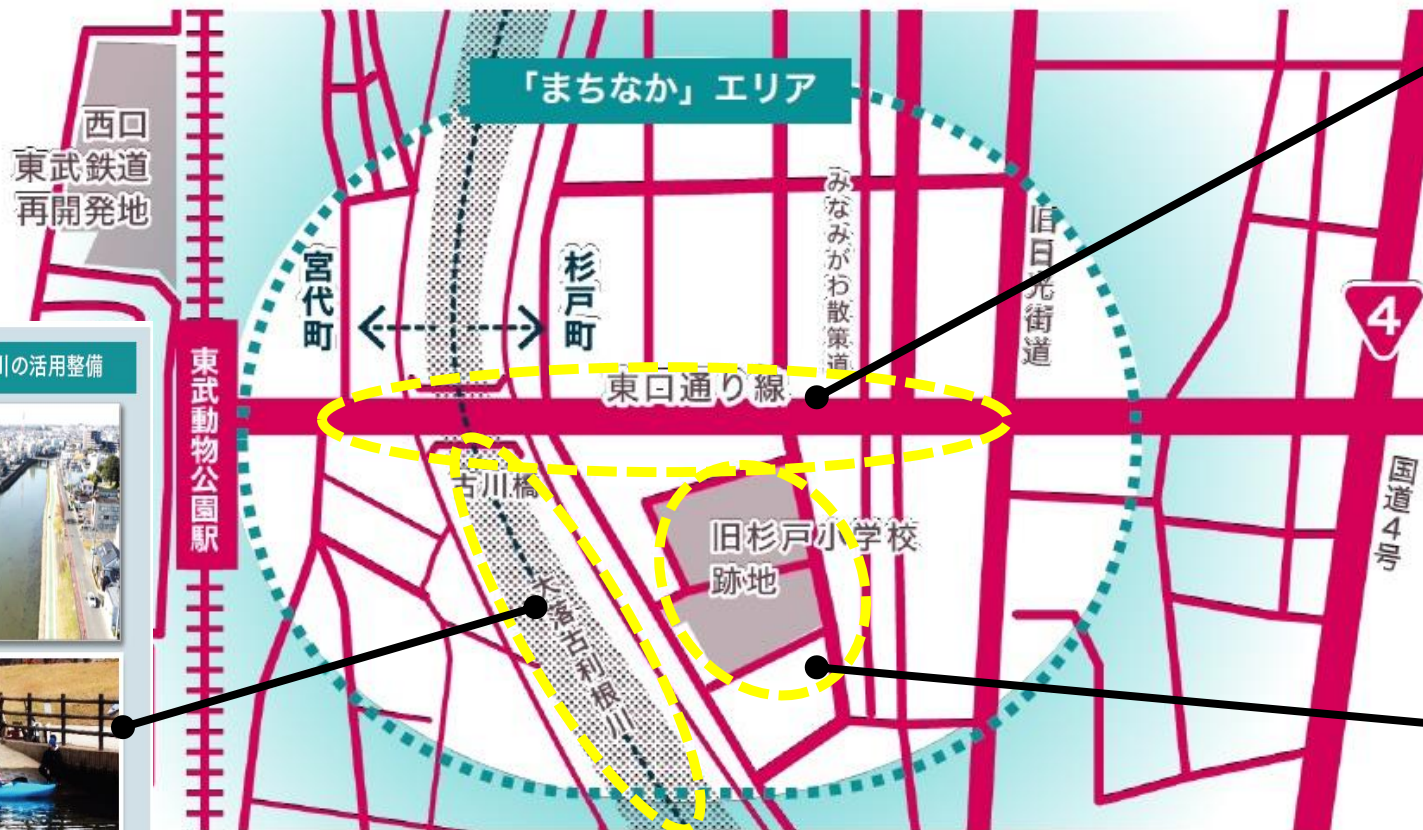 「まちなか」エリア
西口
東武鉄道
再開発地
みなみがわ散策道
旧日光街道
宮代町
杉戸町
4
川の活用整備
東武動物公園駅
東口通り線
古川橋
国道4号
旧杉戸小学校
跡地
大落古利根川